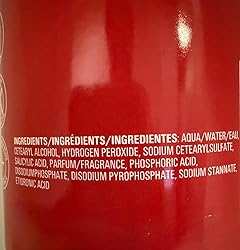 INGREDIENTS/INGRÉDIENTS/INGREDIENTES: AQUA/WATER/EAU,
CETEARYL ALCOHOL, HYDROGEN PEROXIDE, SODIUM CETEARYLSULFATE,
SALICYLIC ACID, PARFUM/FRAGRANCE, PHOSPHORIC ACID,
DISODIUMPHOSPHATE, DISODIUM PYROPHOSPHATE, SODIUM STANNATE,
ETIDRONIC ACID